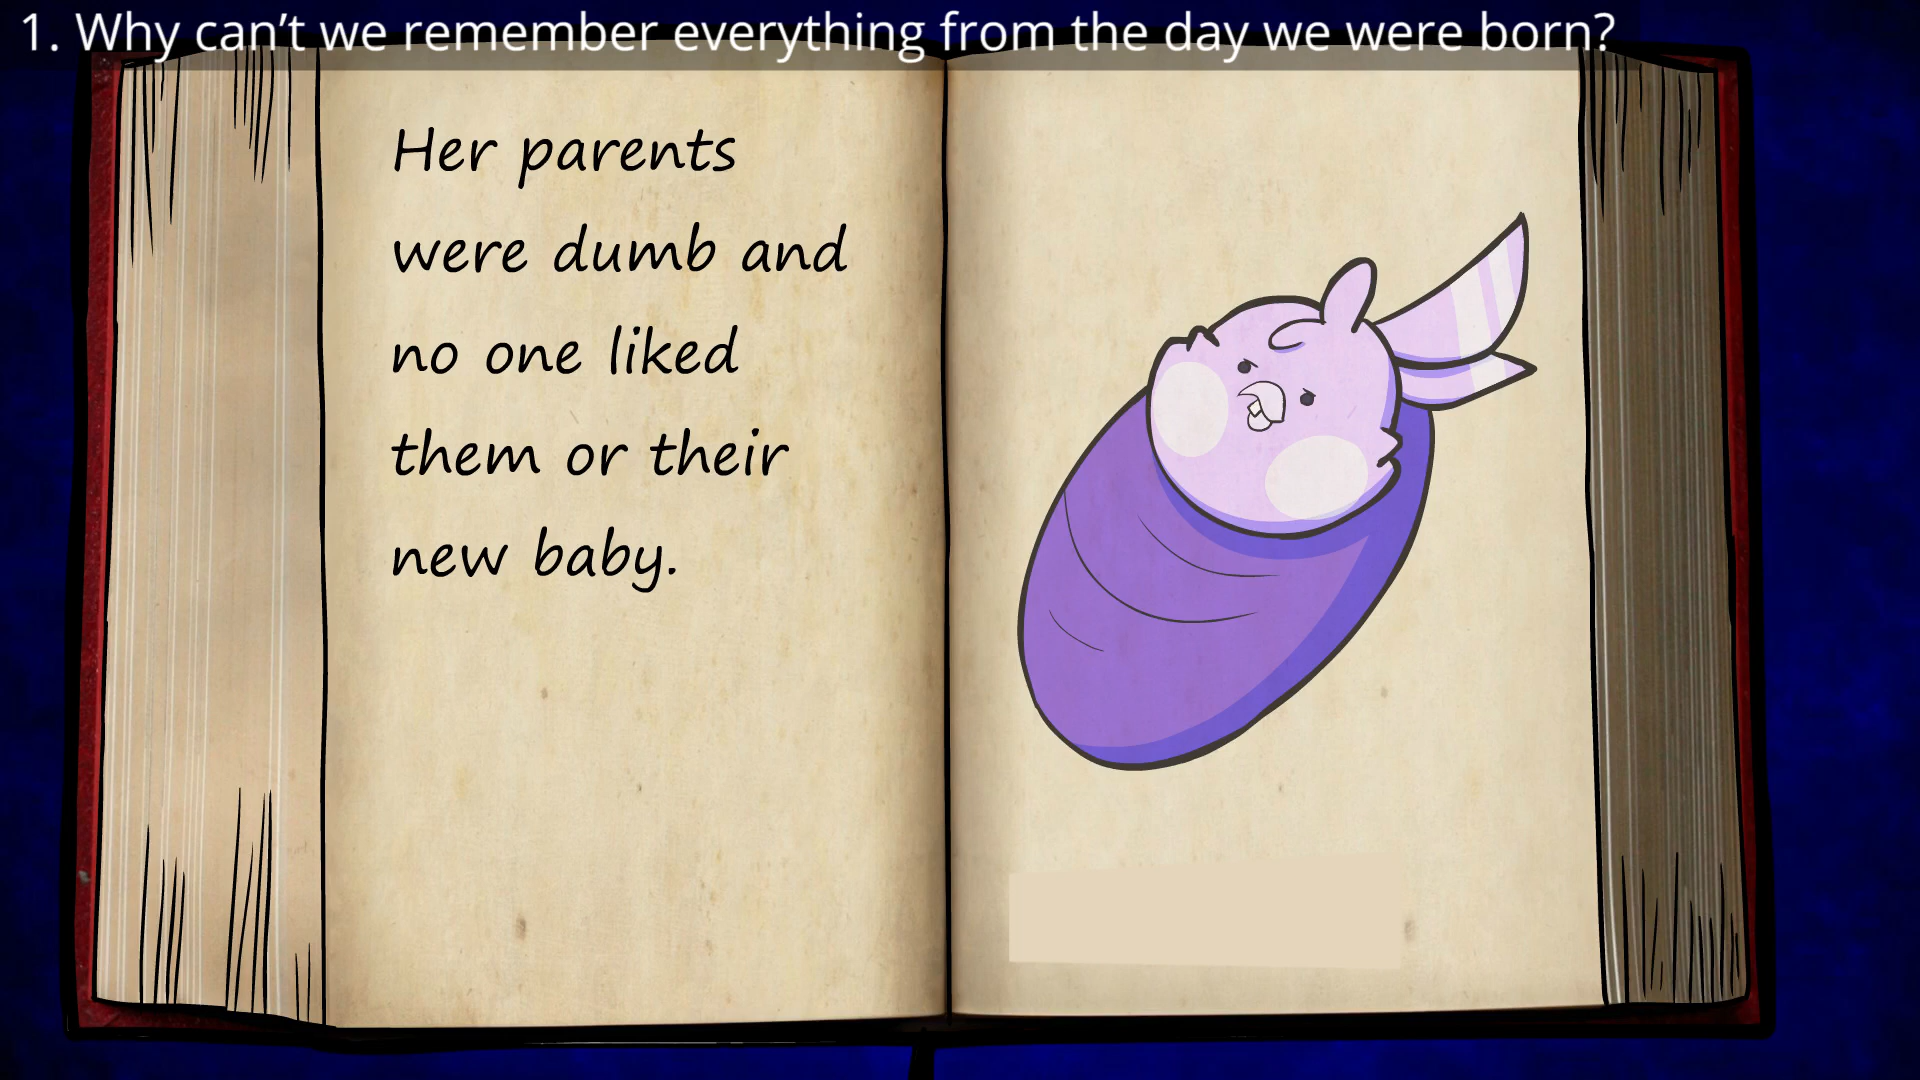 1. Why can’t we remember everything from the day we were born?
Her parents
were dumb and
no one liked
them or their
new baby.